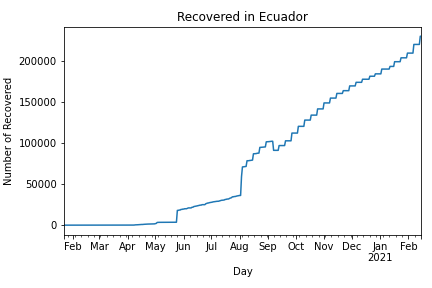 Recovered in Ecuador
Number of Recovered
200000
150000
100000
50000
0
Feb Mar Apr May Jun Jul Aug Sep Oct Nov Dec Jan Feb
2021
Day